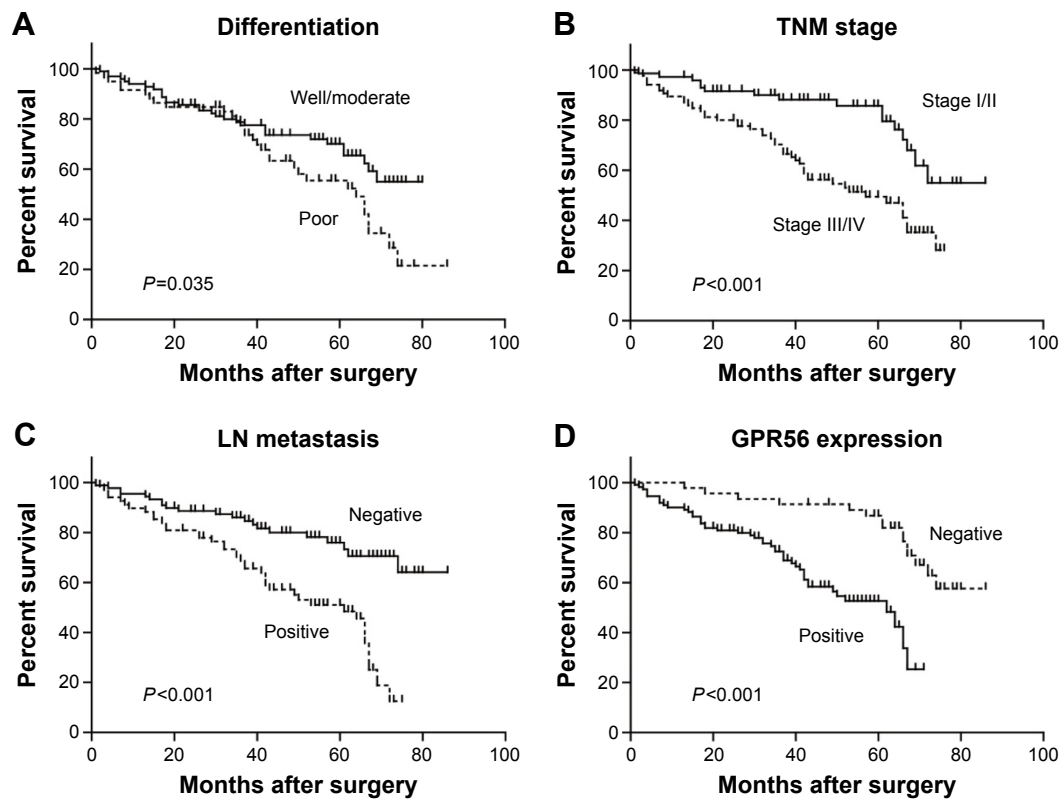 A
Differentiation
Percent survival
100
80
60
40
20
0
Well/moderate
Poor
P=0.035
0 20 40 60 80 100
Months after surgery
B
TNM stage
Percent survival
100
80
60
40
20
0
Stage I/II
Stage III/IV
P<0.001
0 20 40 60 80 100
Months after surgery
C
LN metastasis
Percent survival
100
80
60
40
20
0
Negative
Positive
P<0.001
0 20 40 60 80 100
Months after surgery
D
GPR56 expression
Percent survival
100
80
60
40
20
0
Negative
Positive
P<0.001
0 20 40 60 80 100
Months after surgery